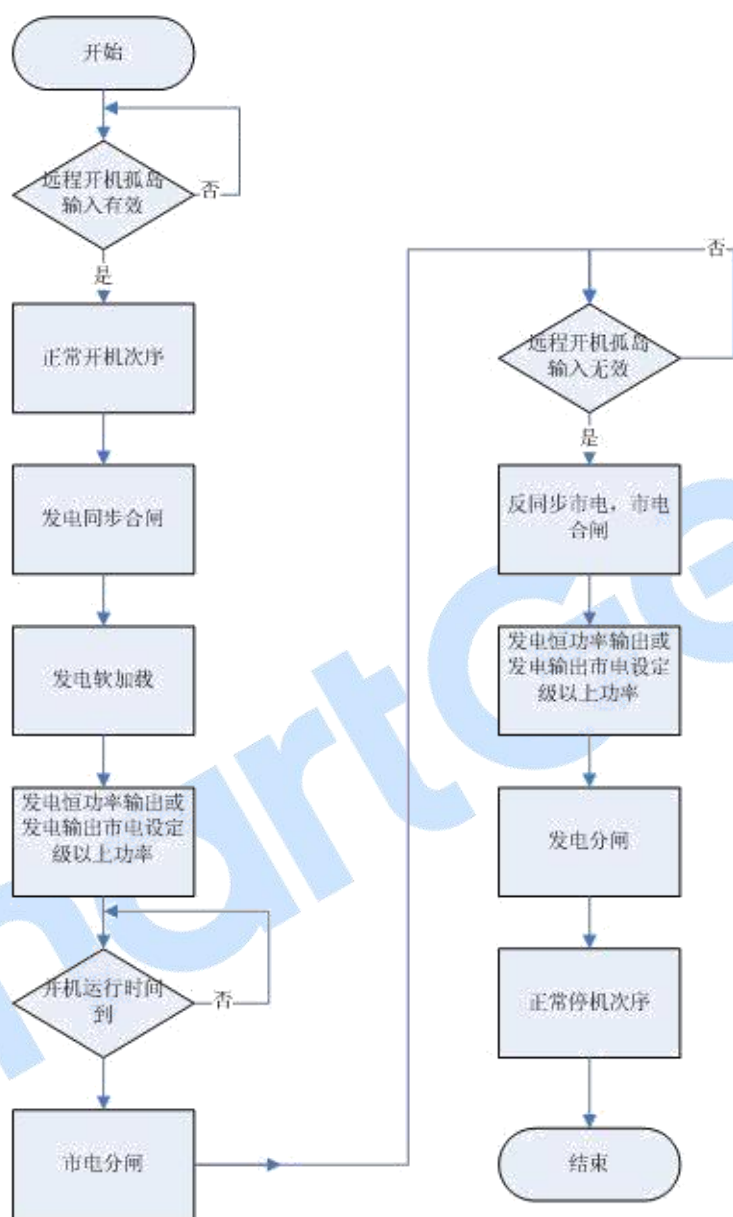 开始
远程开机孤岛
输入有效
否
是
正常开机次序
发电同步合闸
发电软加载
发电恒功率输出或
发电输出市电设定
级以上功率
开机运行时间
到
否
市电分闸
否
远程开机孤岛
输入无效
是
反同步市电，市电
合闸
发电恒功率输出或
发电输出市电设定
级以上功率
发电分闸
正常停机次序
结束